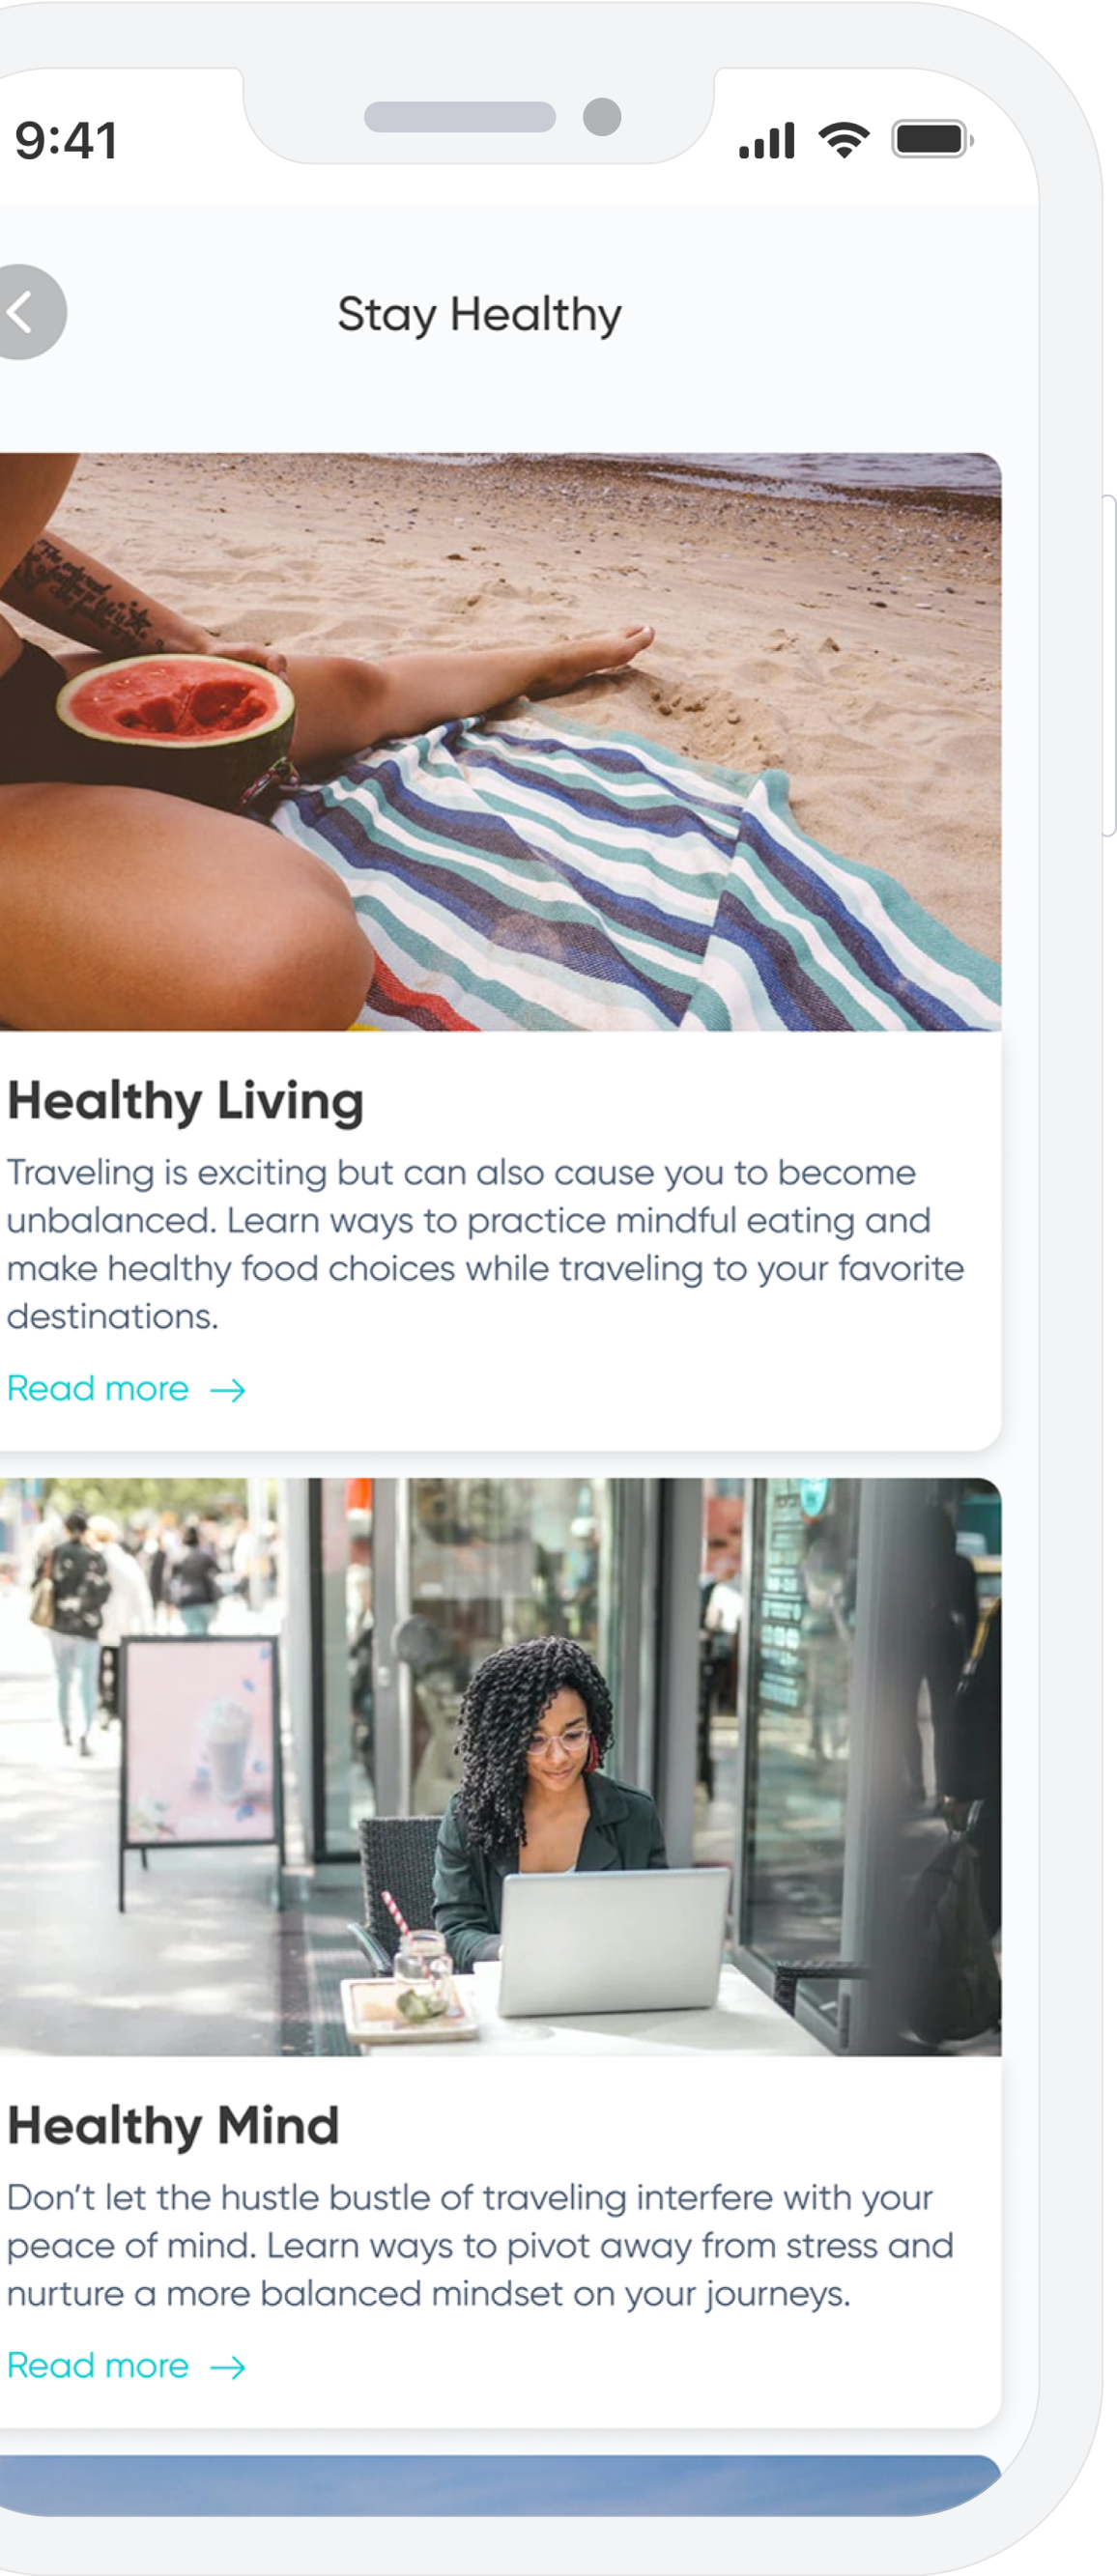 9:41
Stay Healthy
Healthy Living
Traveling is exciting but can also cause you to become
unbalanced. Learn ways to practice mindful eating and
make healthy food choices while traveling to your favorite
destinations.
Read more →
Healthy Mind
Don’t let the hustle bustle of traveling interfere with your
peace of mind. Learn ways to pivot away from stress and
nurture a more balanced mindset on your journeys.
Read more →